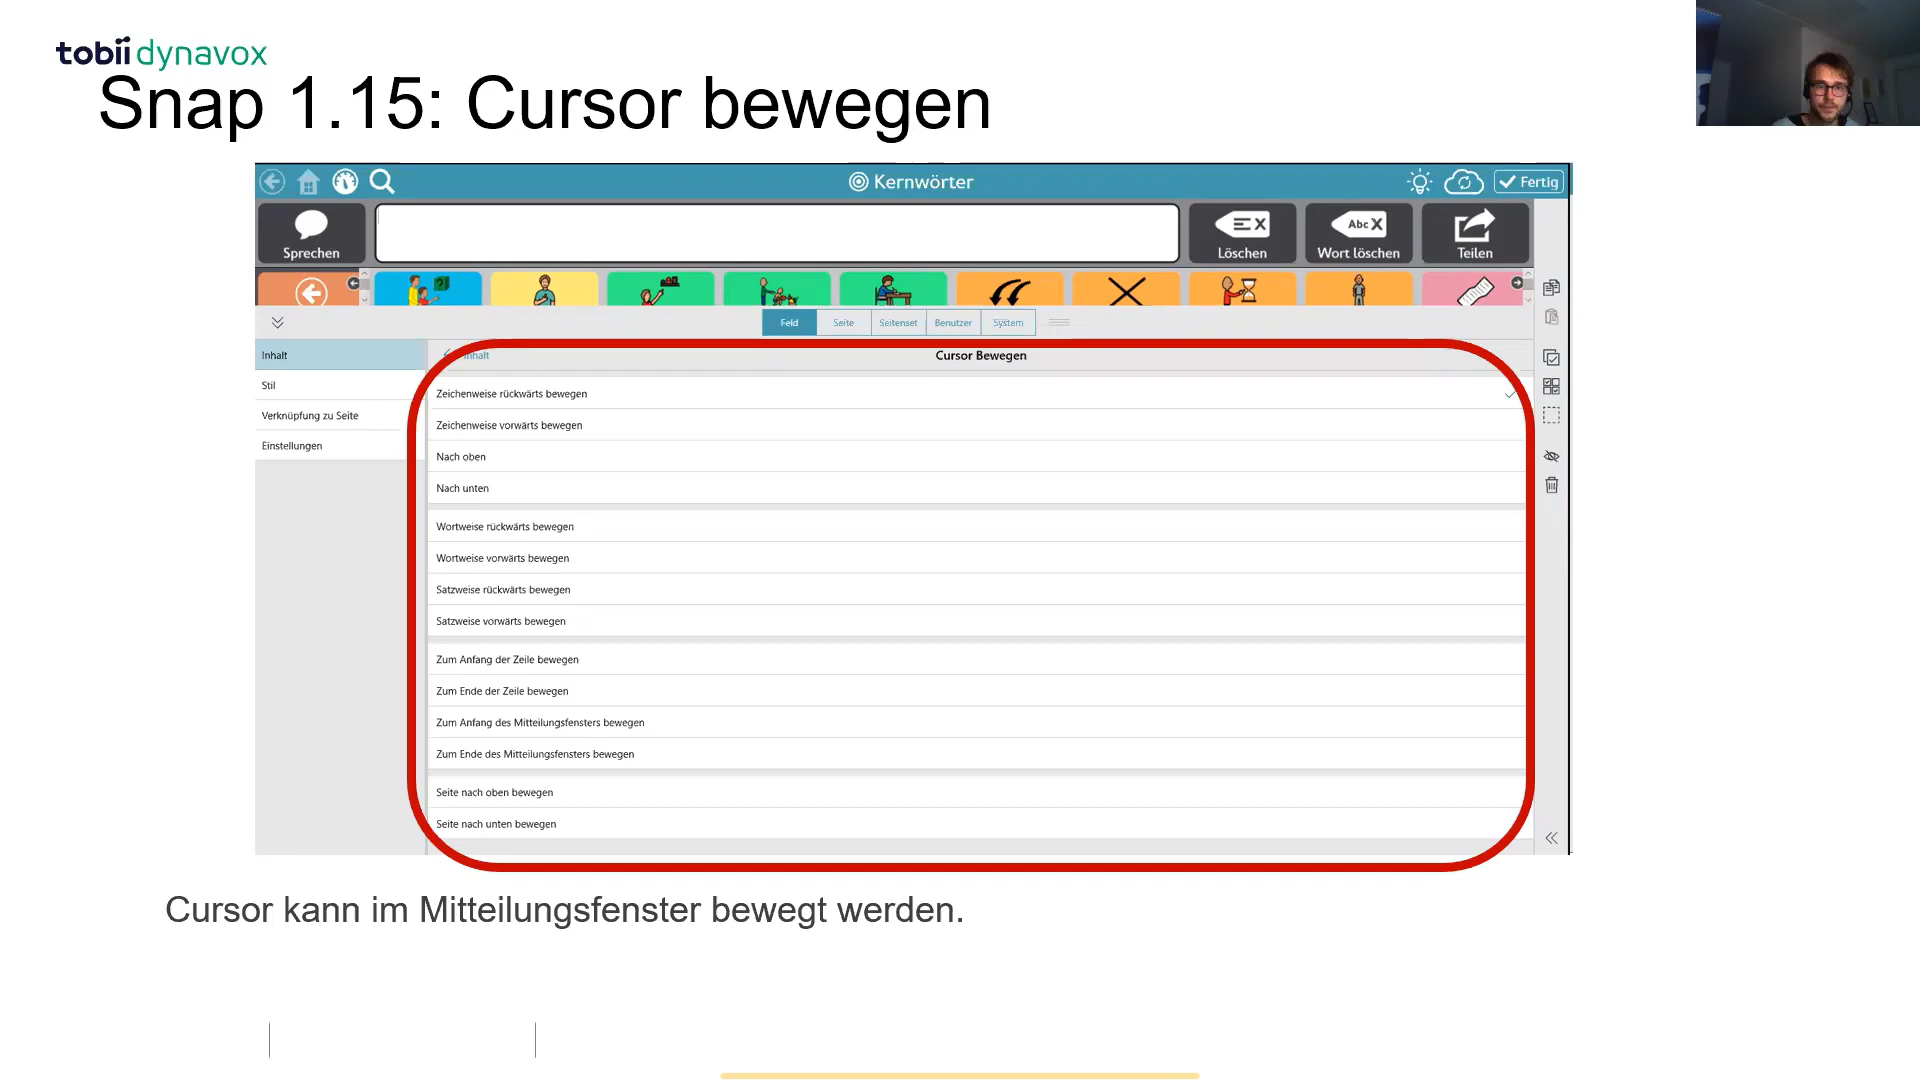 tobii dynavox
Snap 1.15: Cursor bewegen
Kernwörter
Fertig
Sprechen
Löschen
Abc X
Wort löschen
Teilen
Feld
Seite
Seitenset
Benutzer
System
Inhalt
Stil
Verknüpfung zu Seite
Einstellungen
Inhalt
Cursor Bewegen
Zeichenweise rückwärts bewegen
Zeichenweise vorwärts bewegen
Nach oben
Nach unten
Wortweise rückwärts bewegen
Wortweise vorwärts bewegen
Satzweise rückwärts bewegen
Satzweise vorwärts bewegen
Zum Anfang der Zeile bewegen
Zum Ende der Zeile bewegen
Zum Anfang des Mitteilungsfensters bewegen
Zum Ende des Mitteilungsfensters bewegen
Seite nach oben bewegen
Seite nach unten bewegen
Cursor kann im Mitteilungsfenster bewegt werden.